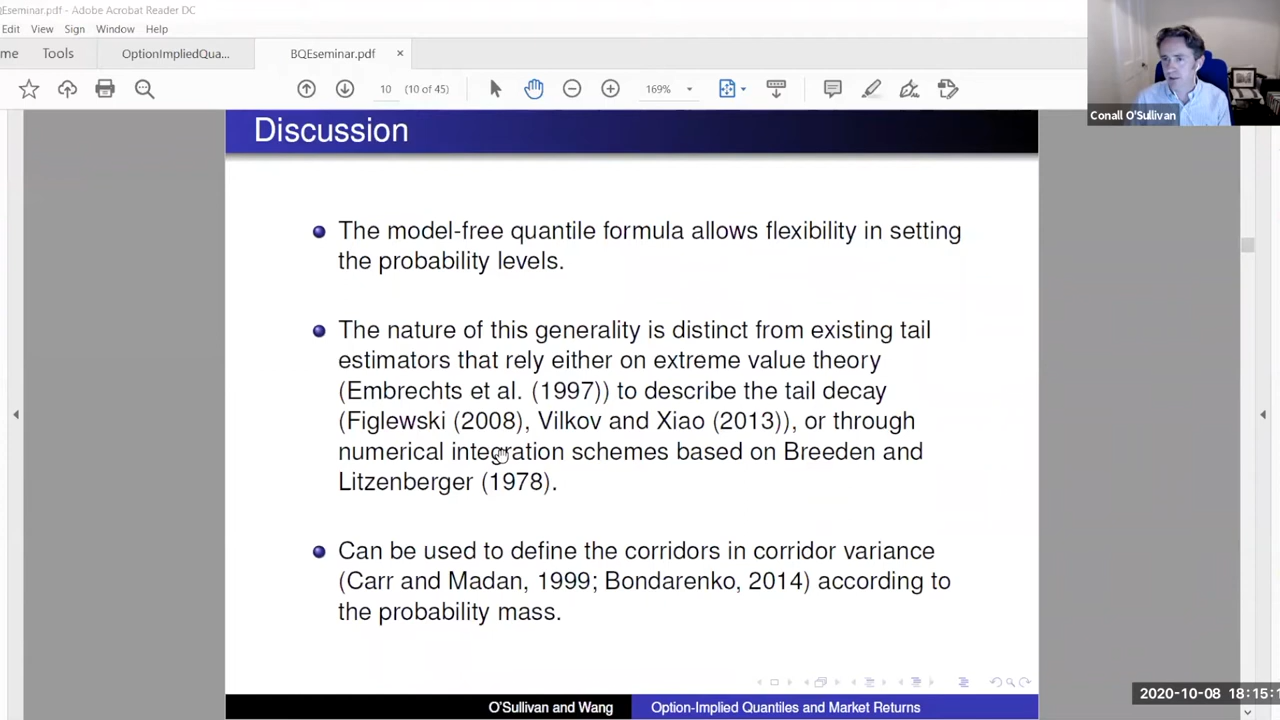 QEseminar.pdf - Adobe Acrobat Reader DC
Edit View Sign Window Help
me Tools OptionImpliedQua... BQEseminar.pdf ×
10 (10 of 45) 169%
Conall O'Sullivan
Discussion
The model-free quantile formula allows flexibility in setting
the probability levels.
The nature of this generality is distinct from existing tail
estimators that rely either on extreme value theory
(Embrechts et al. (1997)) to describe the tail decay
(Figlewski (2008), Vilkov and Xiao (2013)), or through
numerical integration schemes based on Breeden and
Litzenberger (1978).
Can be used to define the corridors in corridor variance
(Carr and Madan, 1999; Bondarenko, 2014) according to
the probability mass.
O'Sullivan and Wang Option-Implied Quantiles and Market Returns
2020-10-08 18:15:1